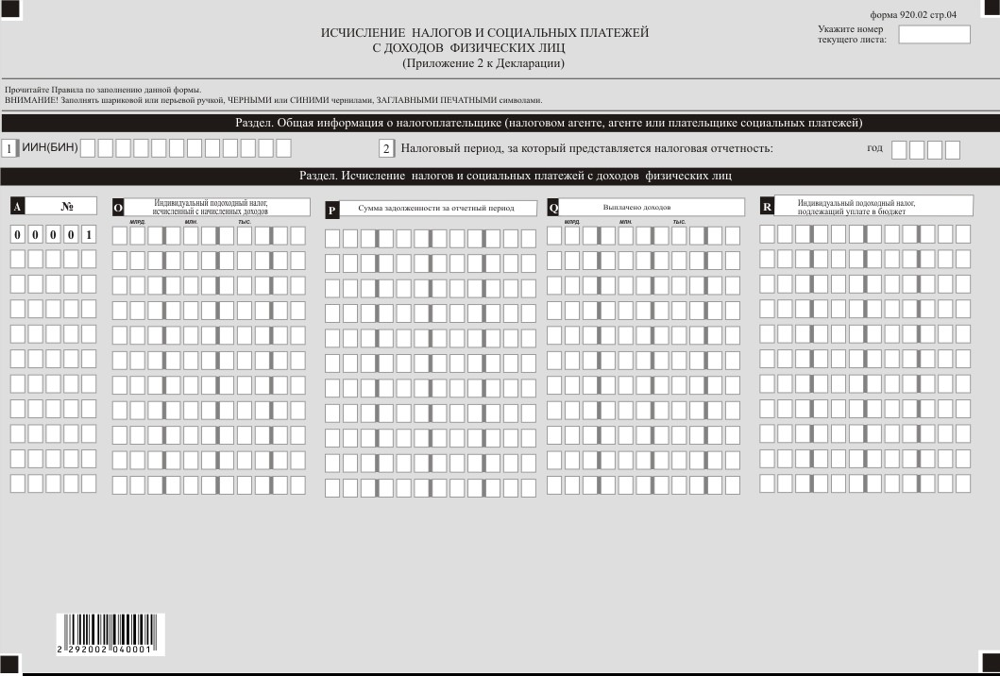 форма 920.02 стр.04
ИСЧИСЛЕНИЕ НАЛОГОВ И СОЦИАЛЬНЫХ ПЛАТЕЖЕЙ
С ДОХОДОВ ФИЗИЧЕСКИХ ЛИЦ
(Приложение 2 к Декларации)
Укажите номер
текущего листа:
Прочитайте Правила по заполнению данной формы.
ВНИМАНИЕ! Заполнять шариковой или перьевой ручкой, ЧЕРНЫМИ или СИНИМИ чернилами, ЗАГЛАВНЫМИ ПЕЧАТНЫМИ символами.
Раздел. Общая информация о налогоплательщике (налоговом агенте, агенте или плательщике социальных платежей)
1 ИИН(БИН)
2 Налоговый период, за который представляется налоговая отчетность: год
Раздел. Исчисление налогов и социальных платежей с доходов физических лиц
A №
O Индивидуальный подоходный налог,
исчисленный с начисленных доходов
P Сумма задолженности за отчетный период
Q Выплачено доходов
R Индивидуальный подоходный налог,
подлежащий уплате в бюджет
МЛРД. МЛН. ТЫС.
МЛРД. МЛН. ТЫС.
0 0 0 0 1
2 292002 040001